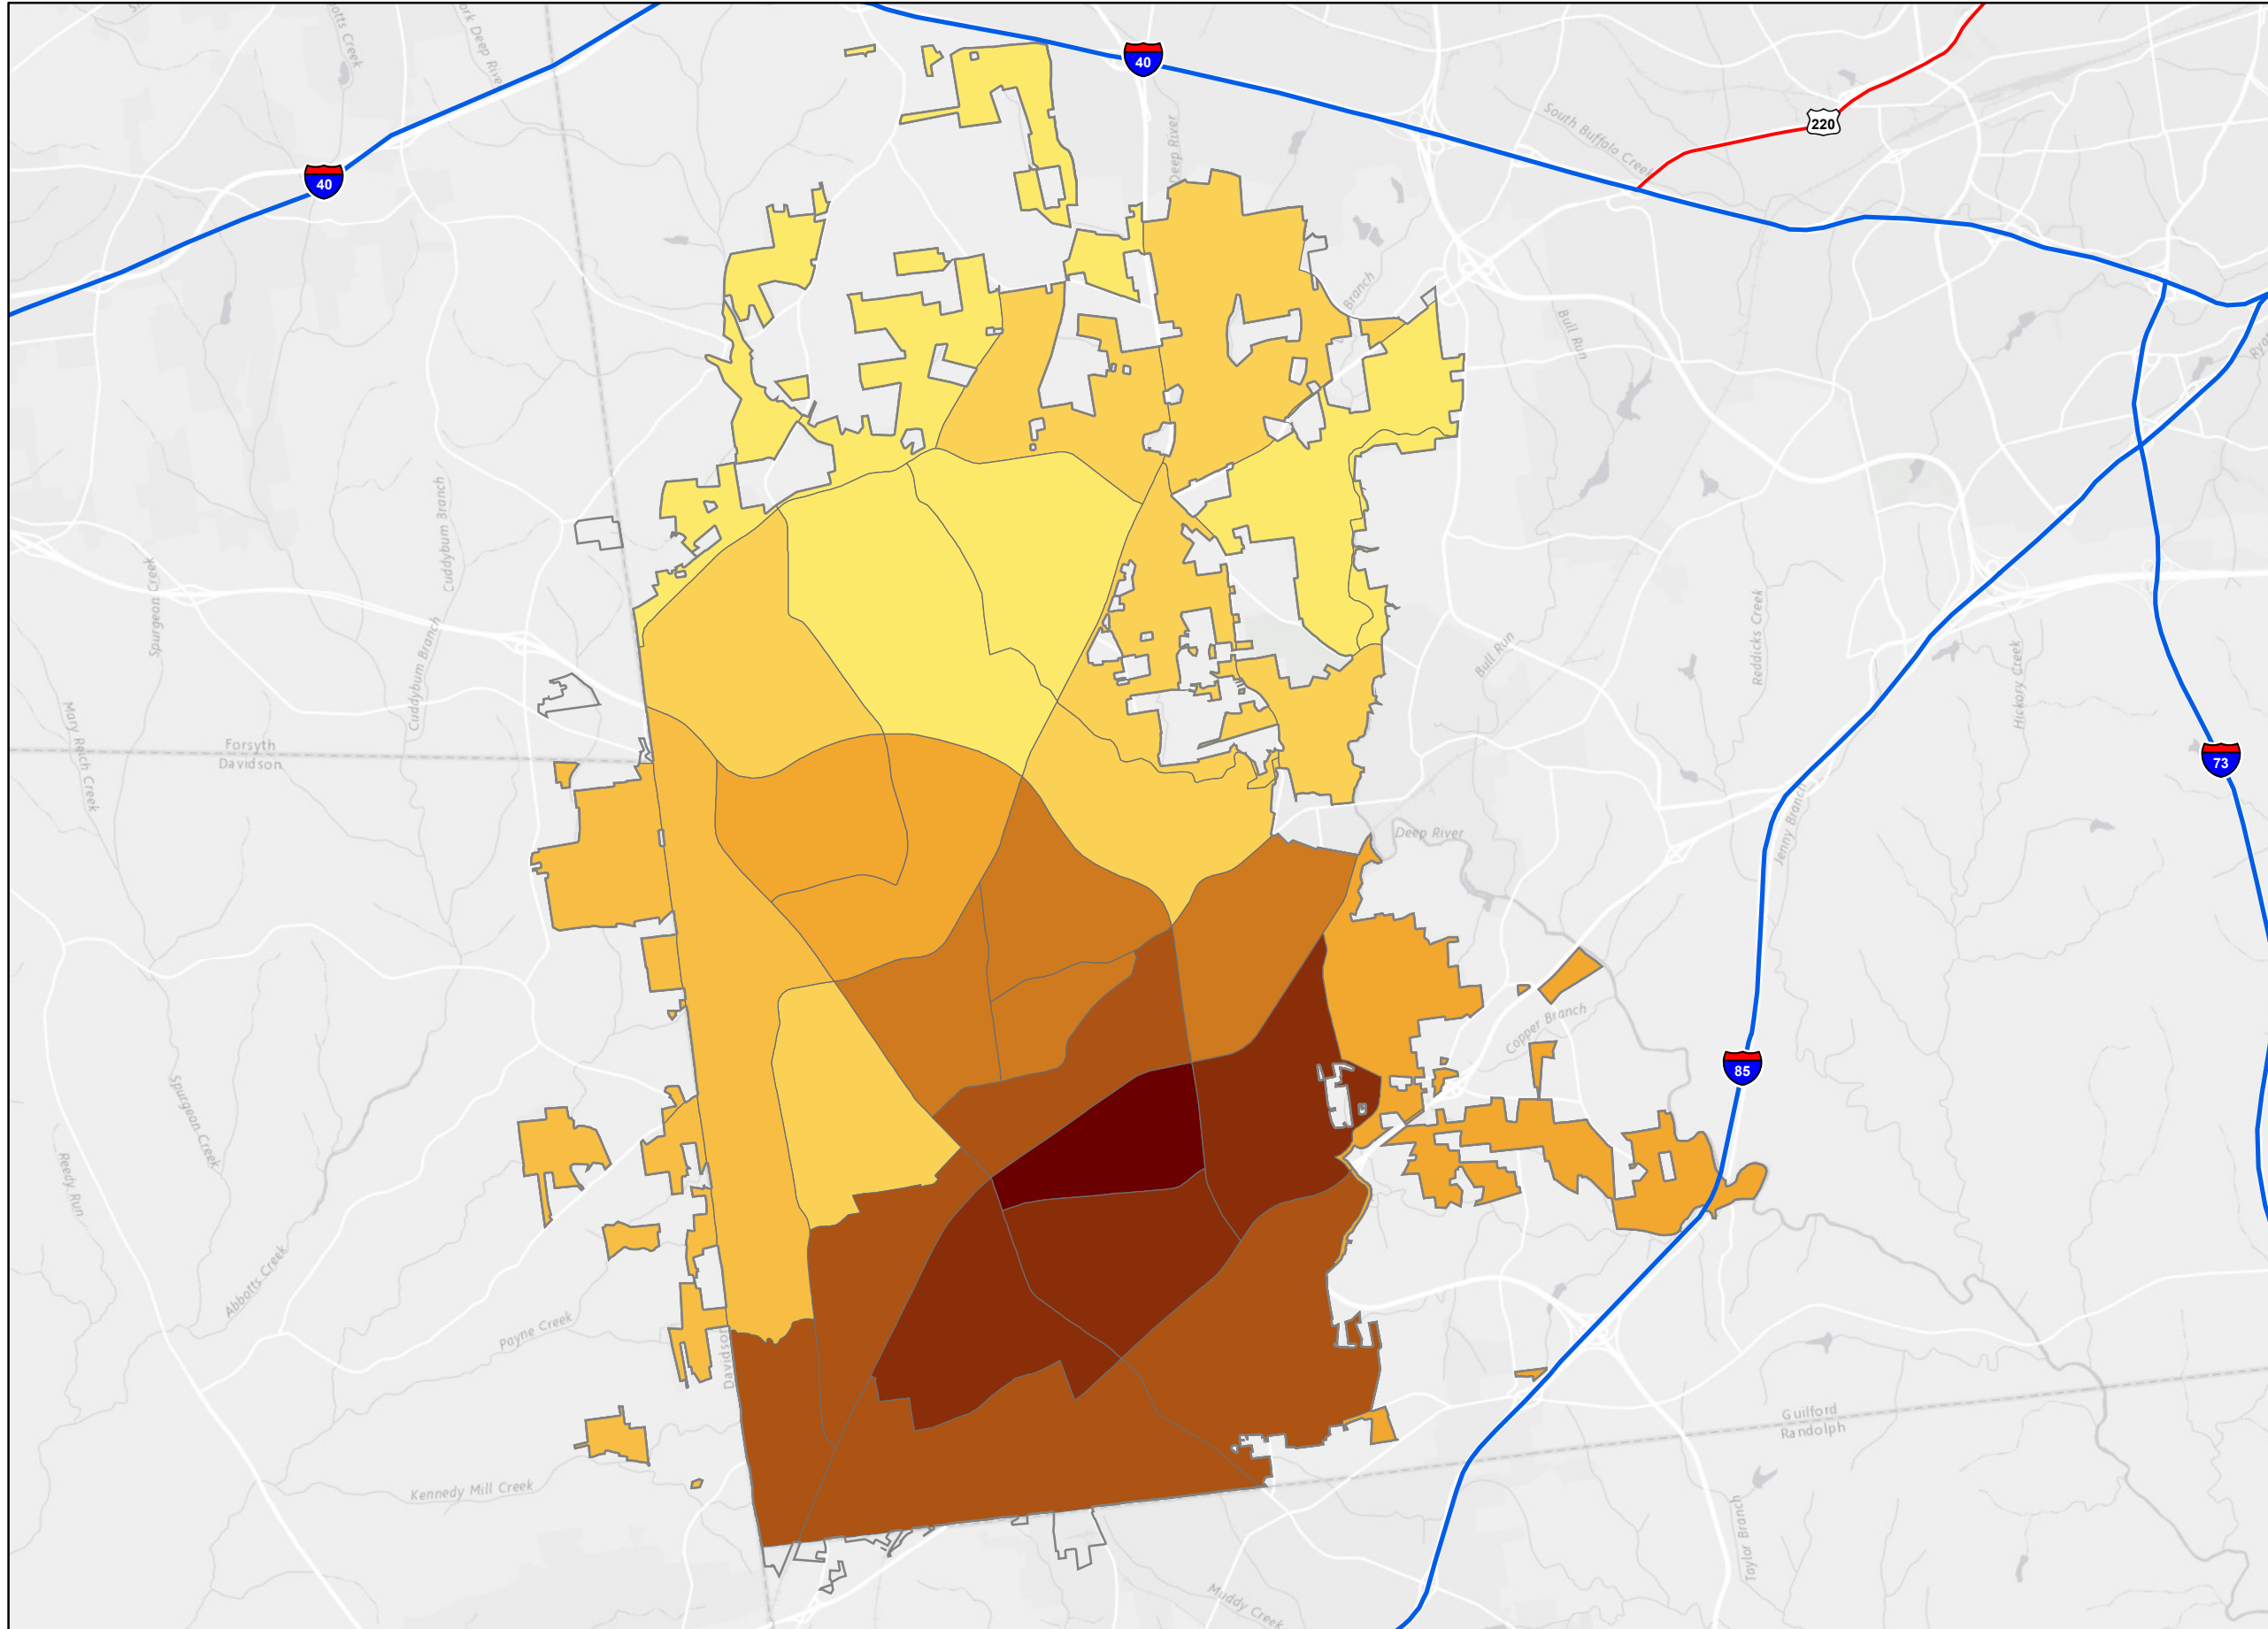 40
40
220
73
85
Deep River
South Buffalo Creek
Branch
Bull Run
Bull Run
Reddicks Creek
Hickory Creek
Spurgeon Creek
Cuddyburn Branch
Cuddyburn Branch
Mary Reich Creek
Forsyth
Davidson
Deep River
Jenny Branch
Copper Branch
Spurgean Creek
Reedy Run
Abbotts Creek
Payne Creek
Davidson
Kennedy Mill Creek
Guilford
Randolph
Taylor Branch
Muddy Creek